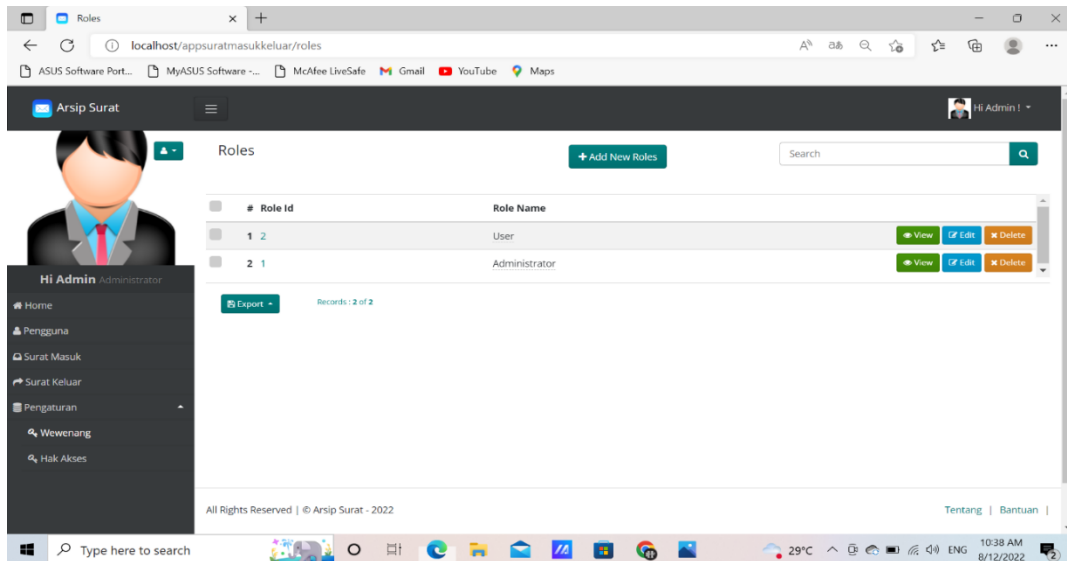 Roles
localhost/appsuratmasukkeluar/roles
ASUS Software Port... MyASUS Software -... McAfee LiveSafe Gmail YouTube Maps
Arsip Surat
Hi Admin !
Roles
+ Add New Roles
Search
# Role Id Role Name
1 2 User View Edit Delete
2 1 Administrator View Edit Delete
Export
Records : 2 of 2
Hi Admin Administrator
Home
Pengguna
Surat Masuk
Surat Keluar
Pengaturan
Wewenang
Hak Akses
All Rights Reserved | © Arsip Surat - 2022
Tentang | Bantuan |
Type here to search
29°C ENG 10:38 AM
8/12/2022
2